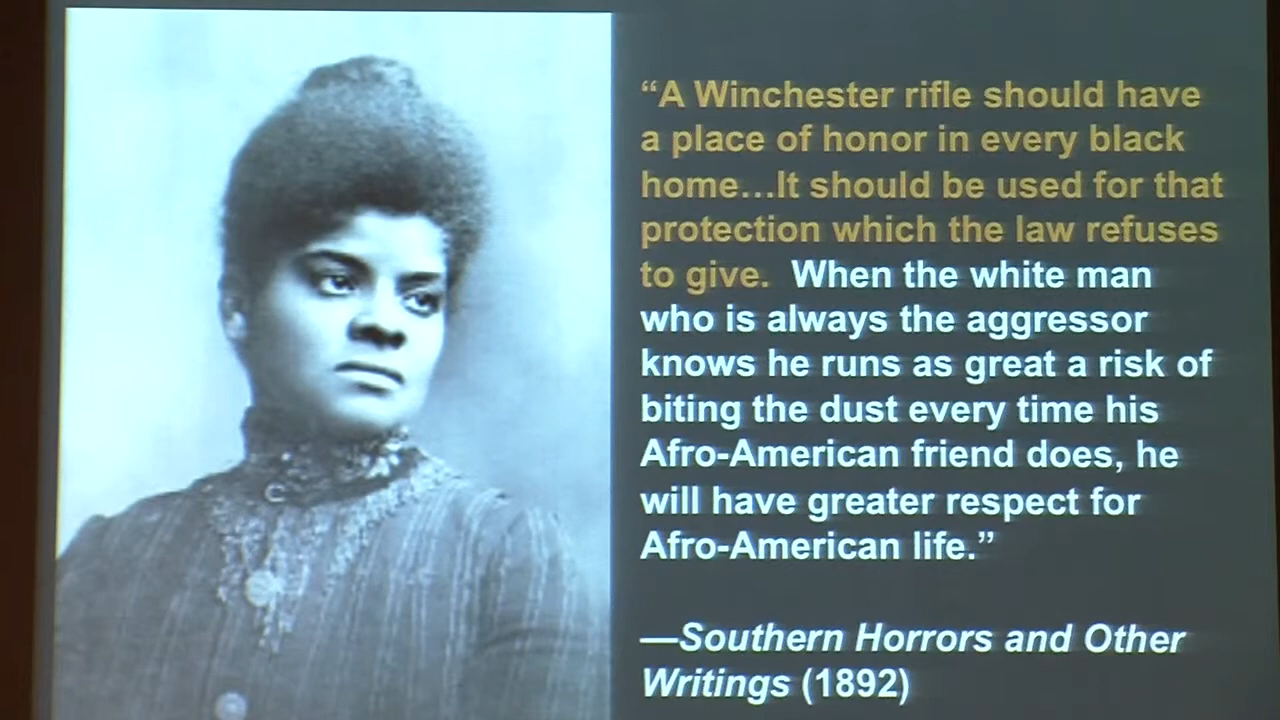 “A Winchester rifle should have
a place of honor in every black
home…It should be used for that
protection which the law refuses
to give.  When the white man
who is always the aggressor
knows he runs as great a risk of
biting the dust every time his
Afro-American friend does, he
will have greater respect for
Afro-American life.”
—Southern Horrors and Other
Writings (1892)